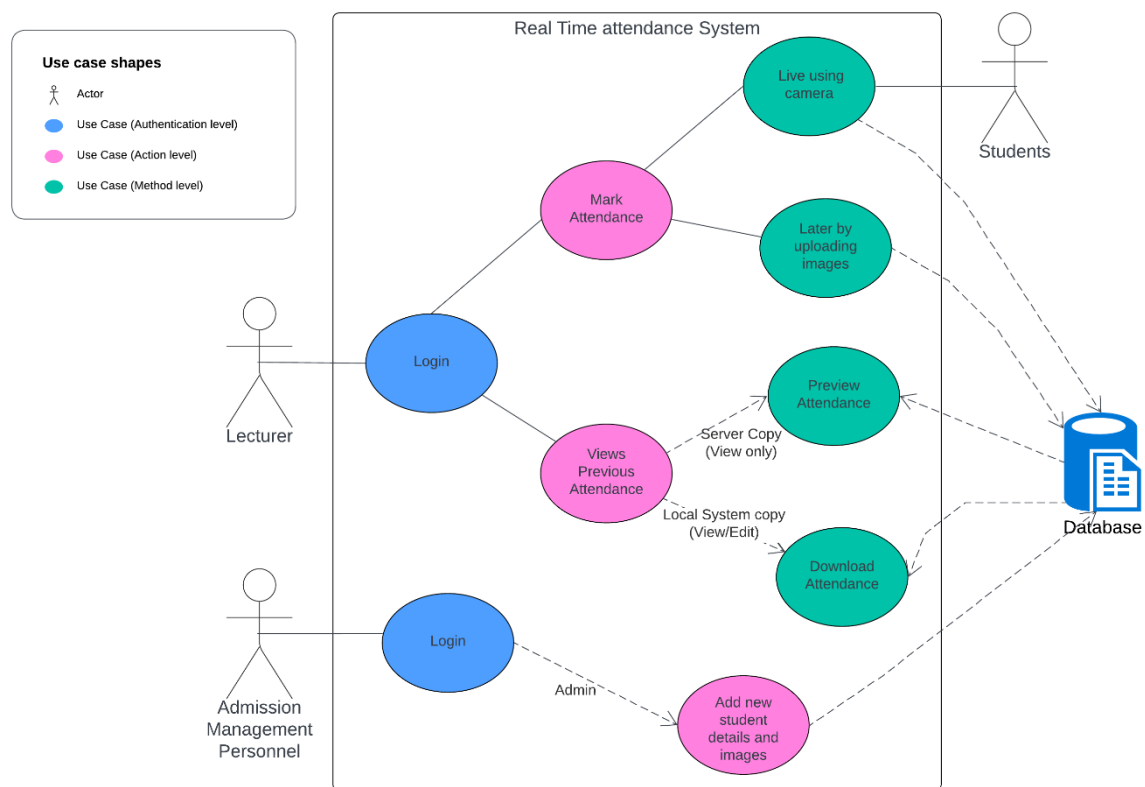 Real Time attendance System
Use case shapes
Actor
Use Case (Authentication level)
Use Case (Action level)
Use Case (Method level)
Live using
camera
Students
Mark
Attendance
Later by
uploading
images
Login
Lecturer
Preview
Attendance
Server Copy
(View only)
Views
Previous
Attendance
Local System copy
(View/Edit)
Database
Download
Attendance
Login
Admin
Admission
Management
Personnel
Add new
student
details and
images